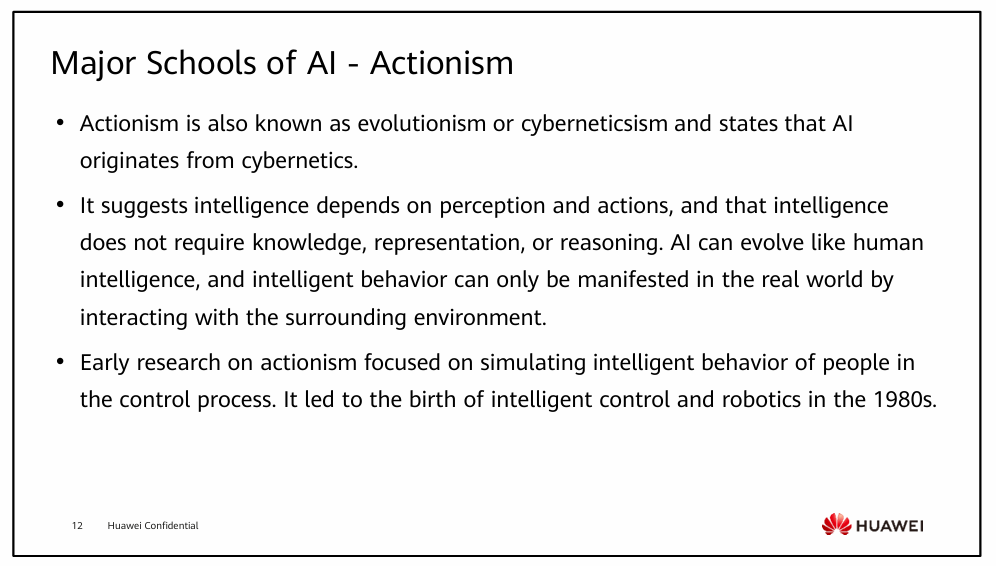 Major Schools of AI - Actionism
• Actionism is also known as evolutionism or cyberneticsism and states that AI
originates from cybernetics.
• It suggests intelligence depends on perception and actions, and that intelligence
does not require knowledge, representation, or reasoning. AI can evolve like human
intelligence, and intelligent behavior can only be manifested in the real world by
interacting with the surrounding environment.
• Early research on actionism focused on simulating intelligent behavior of people in
the control process. It led to the birth of intelligent control and robotics in the 1980s.
12 Huawei Confidential
HUAWEI